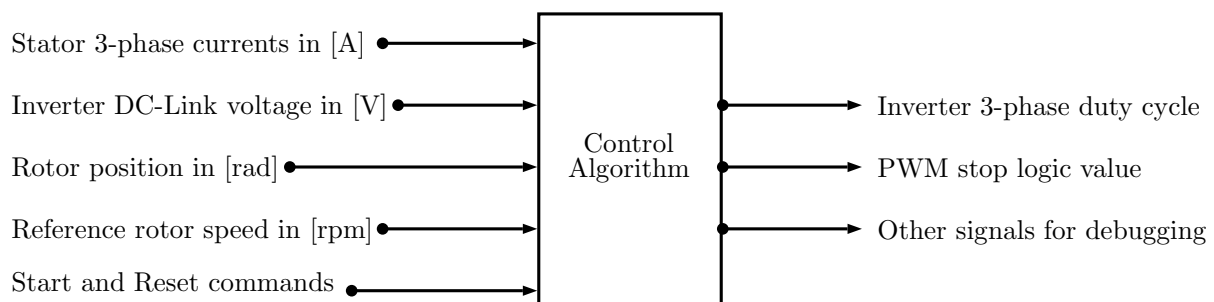 Stator 3-phase currents in [A]
Inverter DC-Link voltage in [V]
Rotor position in [rad]
Reference rotor speed in [rpm]
Start and Reset commands
Control
Algorithm
Inverter 3-phase duty cycle
PWM stop logic value
Other signals for debugging